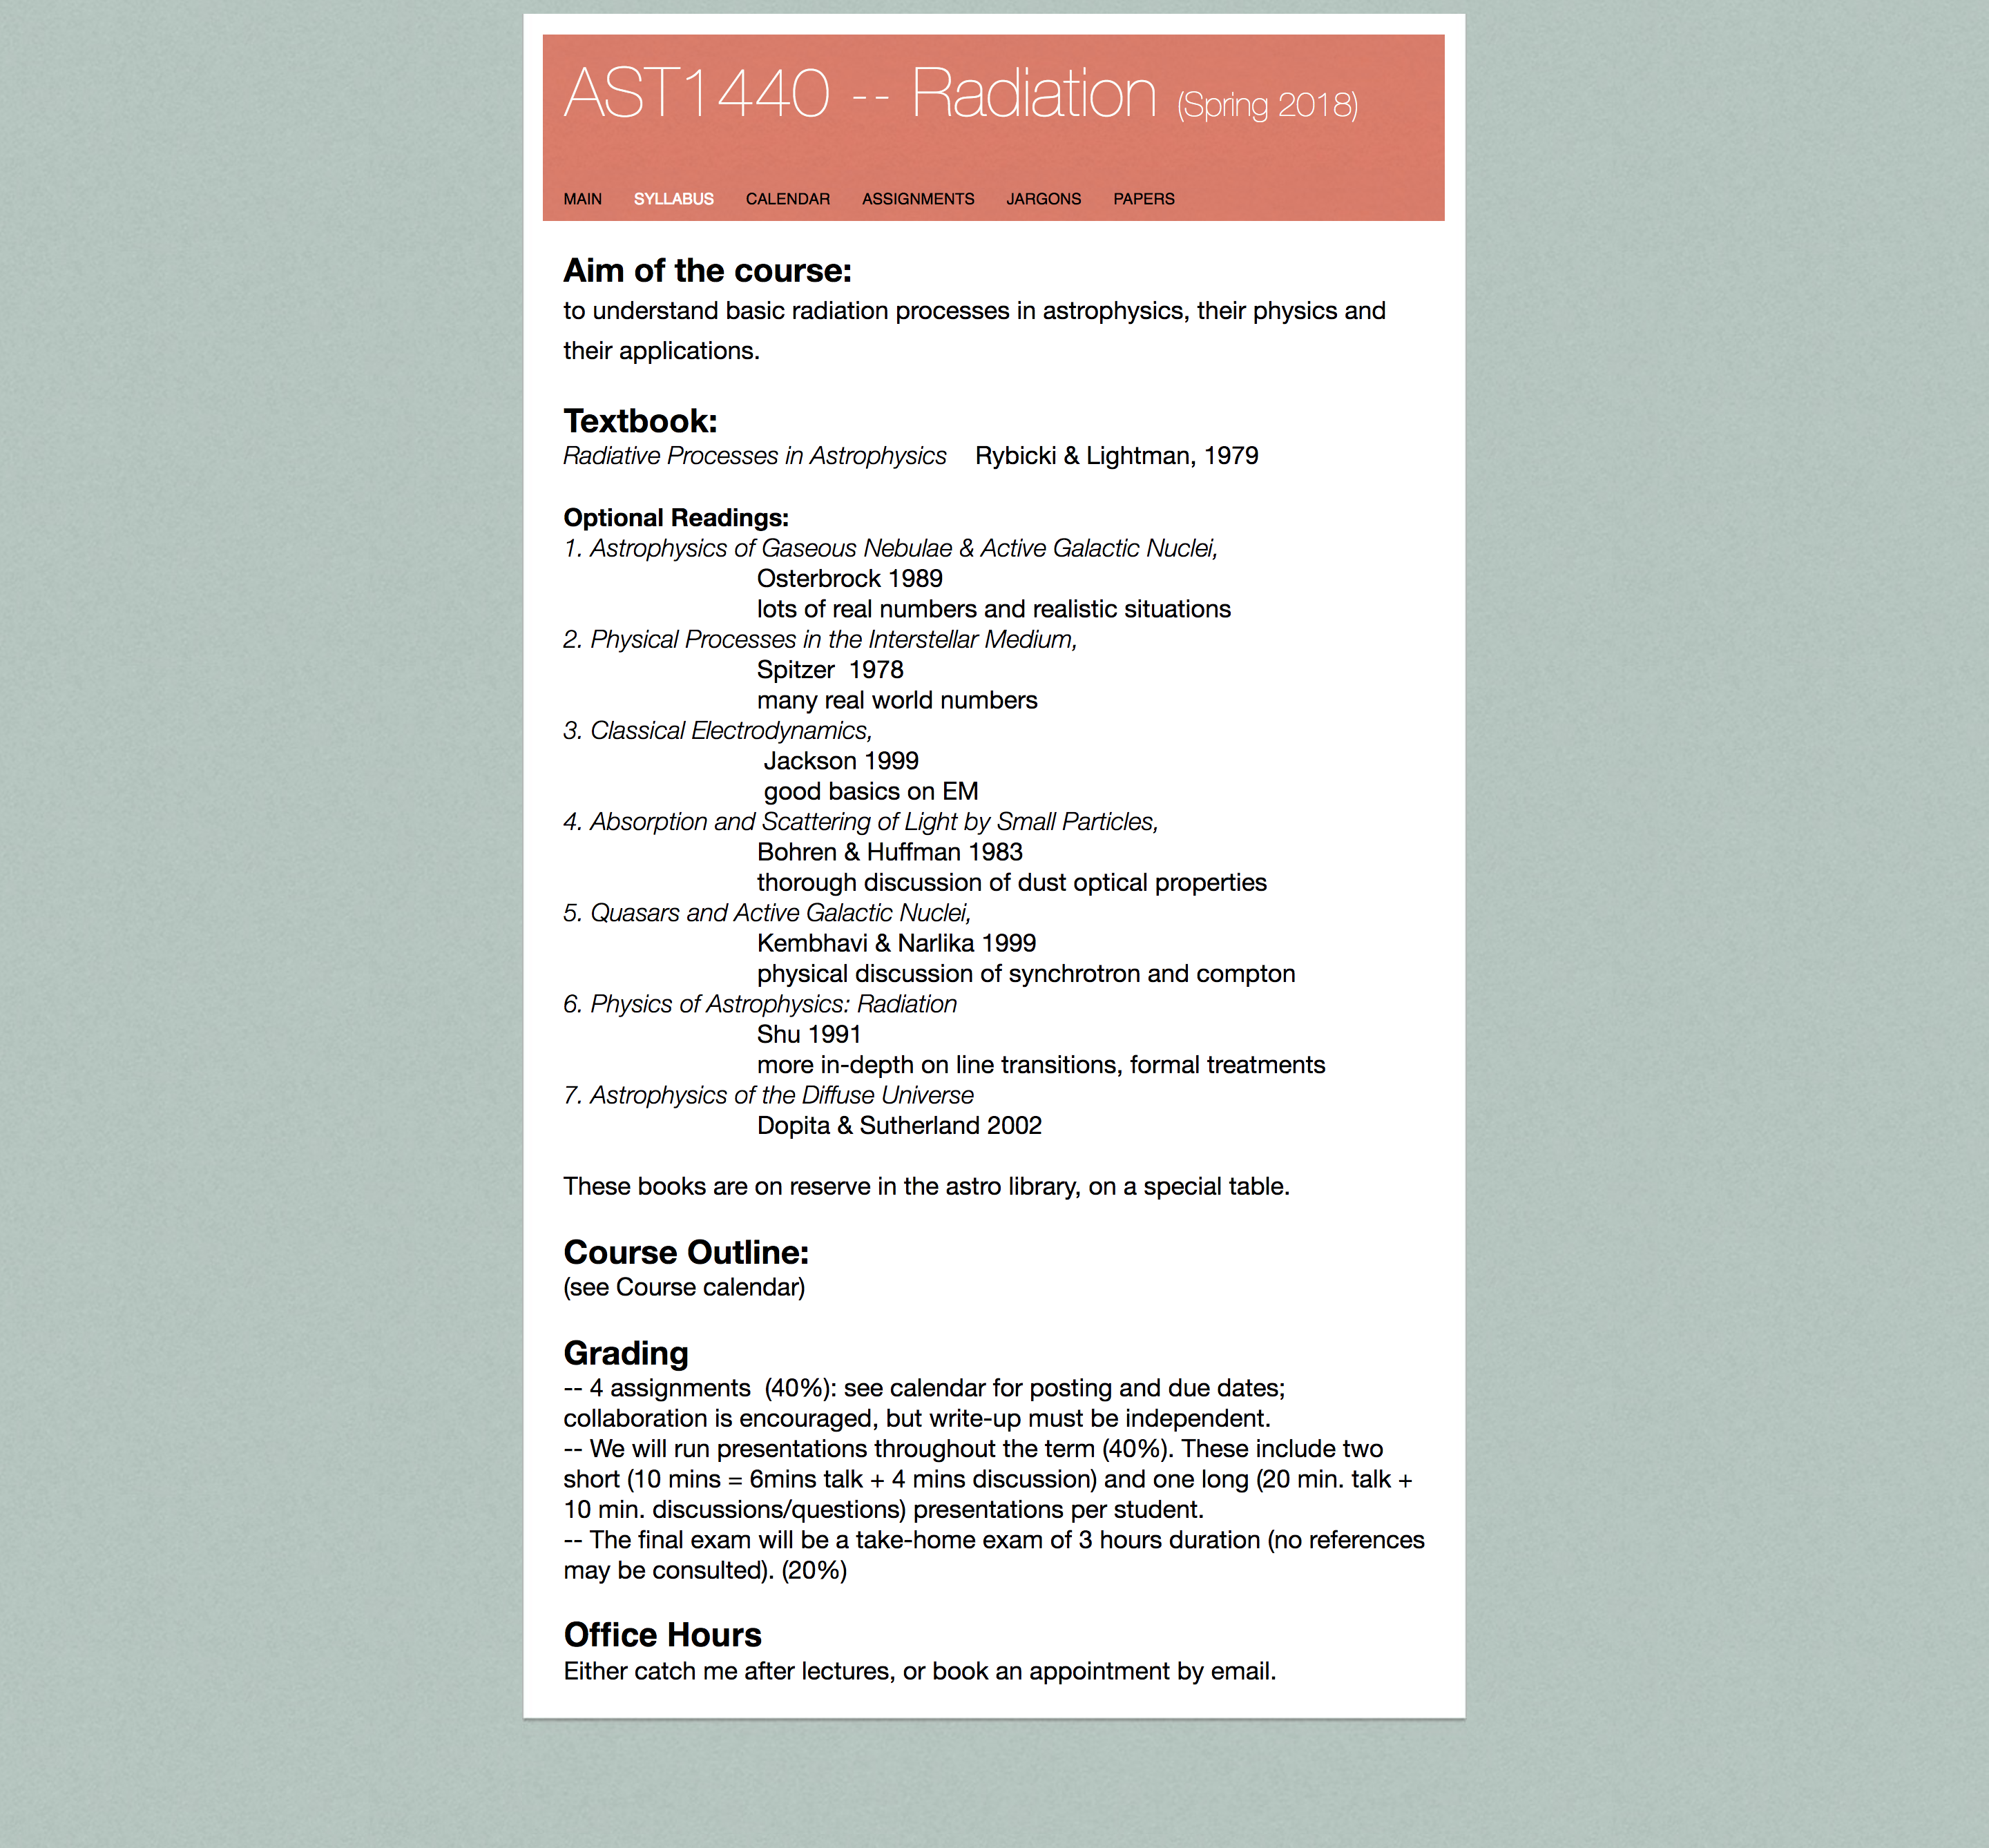 AST1440 -- Radiation (Spring 2018)
MAIN SYLLABUS CALENDAR ASSIGNMENTS JARGONS PAPERS
Aim of the course:
to understand basic radiation processes in astrophysics, their physics and
their applications.
Textbook:
Radiative Processes in Astrophysics Rybicki & Lightman, 1979
Optional Readings:
1. Astrophysics of Gaseous Nebulae & Active Galactic Nuclei,
Osterbrock 1989
lots of real numbers and realistic situations
2. Physical Processes in the Interstellar Medium,
Spitzer 1978
many real world numbers
3. Classical Electrodynamics,
Jackson 1999
good basics on EM
4. Absorption and Scattering of Light by Small Particles,
Bohren & Huffman 1983
thorough discussion of dust optical properties
5. Quasars and Active Galactic Nuclei,
Kembhavi & Narlika 1999
physical discussion of synchrotron and compton
6. Physics of Astrophysics: Radiation
Shu 1991
more in-depth on line transitions, formal treatments
7. Astrophysics of the Diffuse Universe
Dopita & Sutherland 2002
These books are on reserve in the astro library, on a special table.
Course Outline:
(see Course calendar)
Grading
-- 4 assignments (40%): see calendar for posting and due dates;
collaboration is encouraged, but write-up must be independent.
-- We will run presentations throughout the term (40%). These include two
short (10 mins = 6mins talk + 4 mins discussion) and one long (20 min. talk +
10 min. discussions/questions) presentations per student.
-- The final exam will be a take-home exam of 3 hours duration (no references
may be consulted). (20%)
Office Hours
Either catch me after lectures, or book an appointment by email.